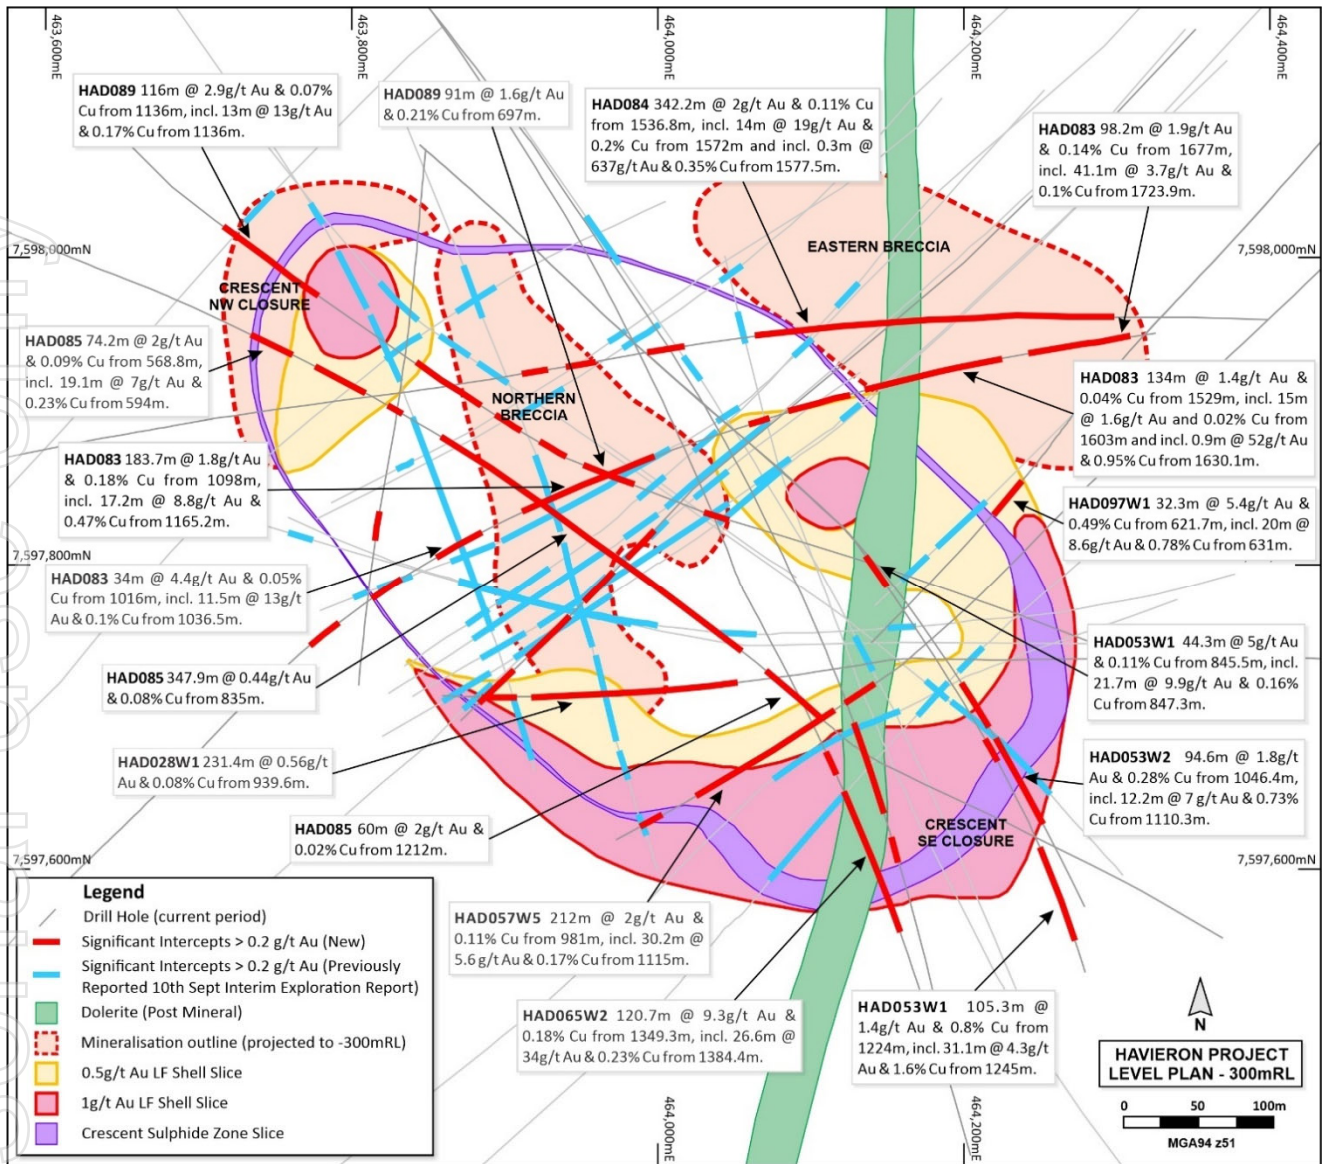 463,600mE
463,800mE
464,000mE
464,200mE
464,400mE
HAD089 116m @ 2.9g/t Au & 0.07%
Cu from 1136m, incl. 13m @ 13g/t Au
& 0.17% Cu from 1136m.
HAD089 91m @ 1.6g/t Au
& 0.21% Cu from 697m.
HAD084 342.2m @ 2g/t Au & 0.11% Cu
from 1536.8m, incl. 14m @ 19g/t Au &
0.2% Cu from 1572m and incl. 0.3m @
637g/t Au & 0.35% Cu from 1577.5m.
HAD083 98.2m @ 1.9g/t Au
& 0.14% Cu from 1677m,
incl. 41.1m @ 3.7g/t Au &
0.1% Cu from 1723.9m.
7,598,000mN
EASTERN BRECCIA
7,598,000mN
CRESCENT
NW CLOSURE
HAD085 74.2m @ 2g/t Au
& 0.09% Cu from 568.8m,
incl. 19.1m @ 7g/t Au &
0.23% Cu from 594m.
NORTHERN
BRECCIA
HAD083 134m @ 1.4g/t Au &
0.04% Cu from 1529m, incl. 15m
@ 1.6g/t Au and 0.02% Cu from
1603m and incl. 0.9m @ 52g/t Au
& 0.95% Cu from 1630.1m.
HAD083 183.7m @ 1.8g/t Au
& 0.18% Cu from 1098m,
incl. 17.2m @ 8.8g/t Au &
0.47% Cu from 1165.2m.
HAD097W1 32.3m @ 5.4g/t Au &
0.49% Cu from 621.7m, incl. 20m @
8.6g/t Au & 0.78% Cu from 631m.
7,597,800mN
HAD083 34m @ 4.4g/t Au & 0.05%
Cu from 1016m, incl. 11.5m @ 13g/t
Au & 0.1% Cu from 1036.5m.
HAD053W1 44.3m @ 5g/t Au
& 0.11% Cu from 845.5m, incl.
21.7m @ 9.9g/t Au & 0.16%
Cu from 847.3m.
HAD085 347.9m @ 0.44g/t Au
& 0.08% Cu from 835m.
HAD028W1 231.4m @ 0.56g/t
Au & 0.08% Cu from 939.6m.
HAD053W2 94.6m @ 1.8g/t
Au & 0.28% Cu from 1046.4m,
incl. 12.2m @ 7 g/t Au & 0.73%
Cu from 1110.3m.
HAD085 60m @ 2g/t Au &
0.02% Cu from 1212m.
CRESCENT
SE CLOSURE
7,597,600mN
7,597,600mN
HAD057W5 212m @ 2g/t Au &
0.11% Cu from 981m, incl. 30.2m @
5.6 g/t Au & 0.17% Cu from 1115m.
HAD065W2 120.7m @ 9.3g/t Au &
0.18% Cu from 1349.3m, incl. 26.6m @
34g/t Au & 0.23% Cu from 1384.4m.
HAD053W1 105.3m @
1.4g/t Au & 0.8% Cu from
1224m, incl. 31.1m @ 4.3g/t
Au & 1.6% Cu from 1245m.
Legend
Drill Hole (current period)
Significant Intercepts > 0.2 g/t Au (New)
Significant Intercepts > 0.2 g/t Au (Previously
Reported 10th Sept Interim Exploration Report)
Dolerite (Post Mineral)
Mineralisation outline (projected to -300mRL)
0.5g/t Au LF Shell Slice
1g/t Au LF Shell Slice
Crescent Sulphide Zone Slice
N
HAVIERON PROJECT
LEVEL PLAN - 300mRL
0 50 100m
MGA94 z51
464,000mE
464,200mE